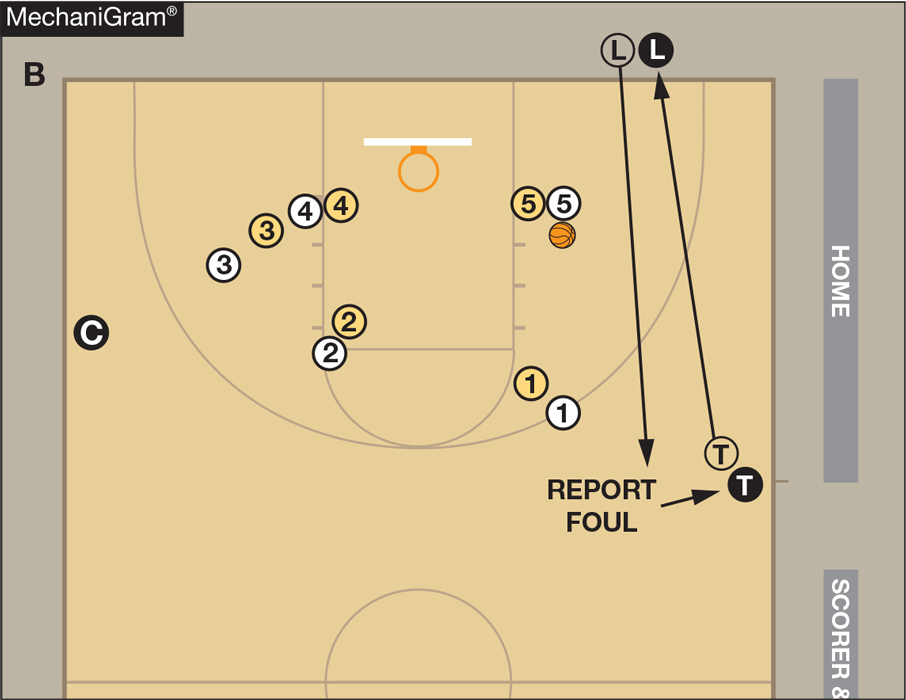 MechaniGram®
B
L L
4 4
5 5
3
3
C
2
2
1
1
T
T
REPORT
FOUL
HOME
SCORER &